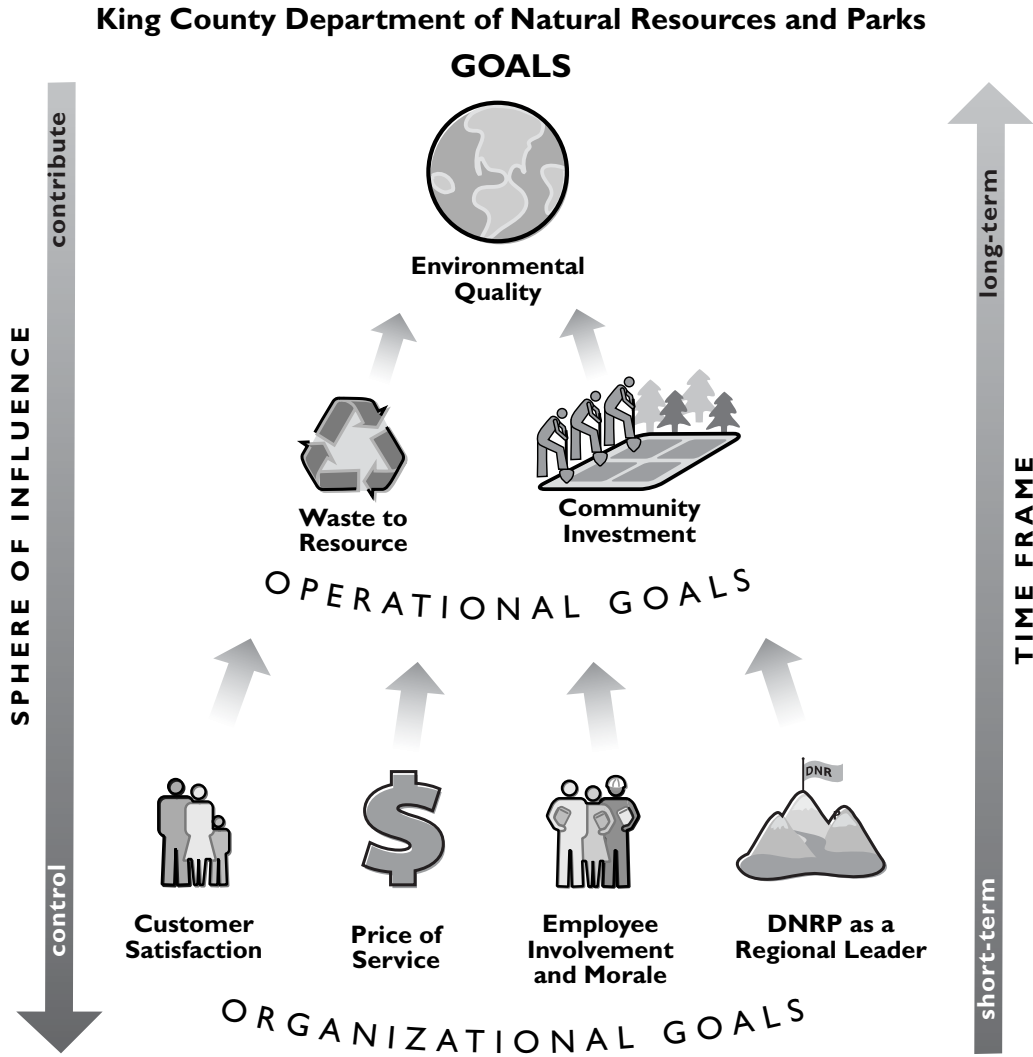 King County Department of Natural Resources and Parks
GOALS
contribute
SPHERE OF INFLUENCE
control
long-term
TIME FRAME
short-term
Environmental
Quality
Waste to
Resource
Community
Investment
OPERATIONAL GOALS
DNR
P
Customer
Satisfaction
Price of
Service
Employee
Involvement
and Morale
DNRP as a
Regional Leader
ORGANIZATIONAL GOALS
$